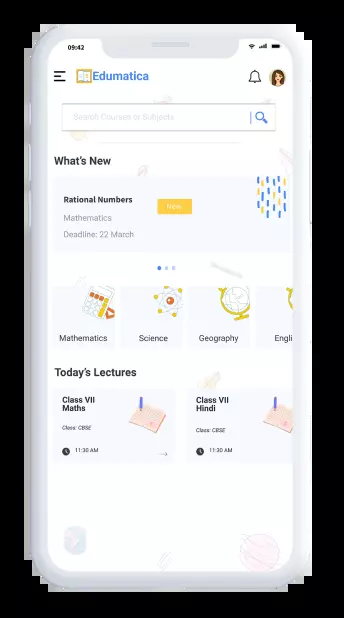 09:42
Edumatica
Search Courses or Subjects
What's New
Rational Numbers
New
Mathematics
Deadline: 22 March
Mathematics
Science
Geography
Engli
Today's Lectures
Class VII
Maths
Class: CBSE
11:30 AM
Class VII
Hindi
Class: CBSE
11:30 AM